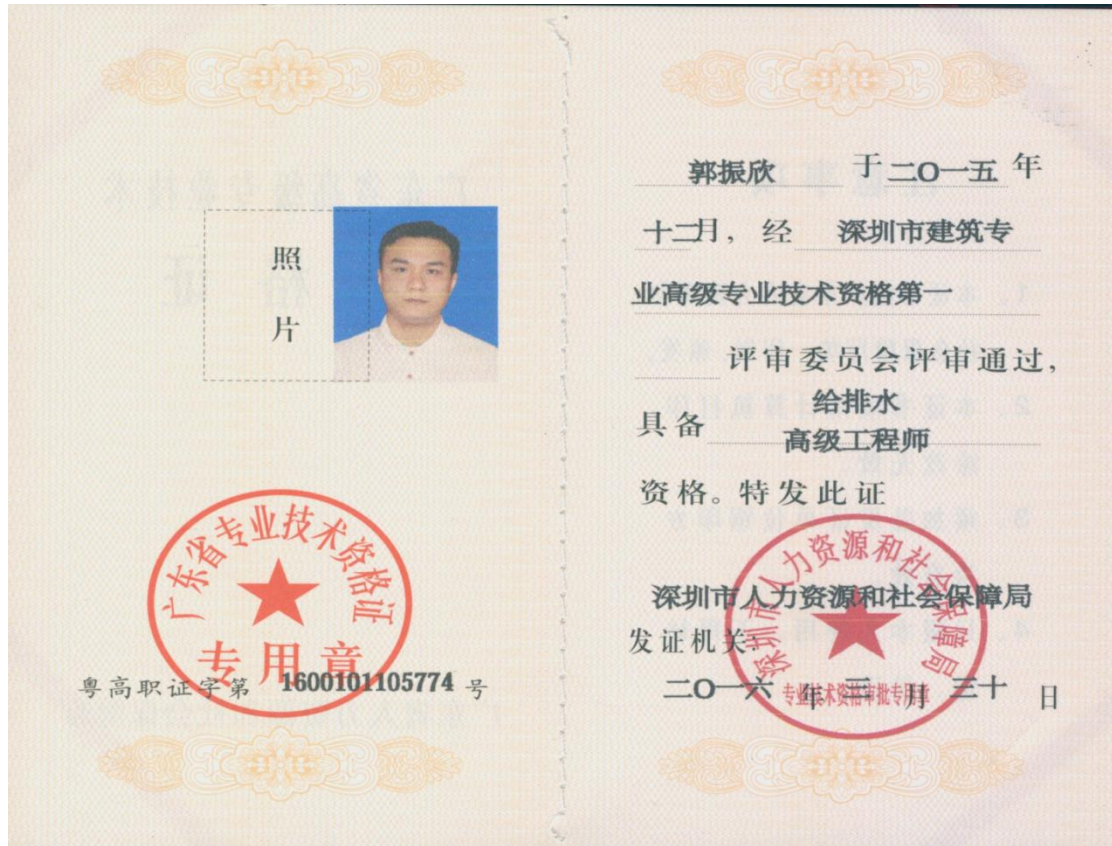 照
片
广东省专业技术资格证
专用章
粤高职证字第 1600101105774 号
郭振欣 于二O一五 年
十二月，经 深圳市建筑专
业高级专业技术资格第一
评审委员会评审通过，
给排水
具备
高级工程师
资格。特发此证
深圳市人力资源和社会保障局
深圳市人力资源和社会保障局
发证机关：
二O一六 年 三 月 三十 日
专业技术资格审批专用章